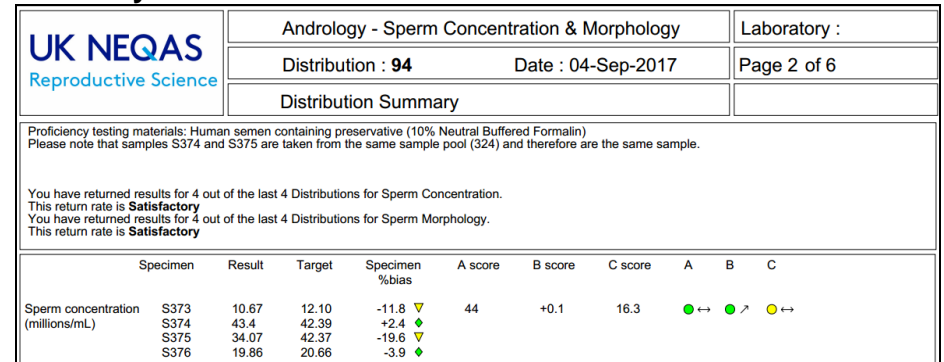 UK NEQAS
Reproductive Science
Andrology - Sperm Concentration & Morphology
Laboratory :
Distribution : 94 Date : 04-Sep-2017
Page 2 of 6
Distribution Summary
Proficiency testing materials: Human semen containing preservative (10% Neutral Buffered Formalin)
Please note that samples S374 and S375 are taken from the same sample pool (324) and therefore are the same sample.
You have returned results for 4 out of the last 4 Distributions for Sperm Concentration.
This return rate is Satisfactory
You have returned results for 4 out of the last 4 Distributions for Sperm Morphology.
This return rate is Satisfactory
Specimen Result Target Specimen %bias A score B score C score A B C
Sperm concentration S373 10.67 12.10 -11.8 44 +0.1 16.3 ↔ ↗ ↔
(millions/mL) S374 43.4 42.39 +2.4
S375 34.07 42.37 -19.6
S376 19.86 20.66 -3.9